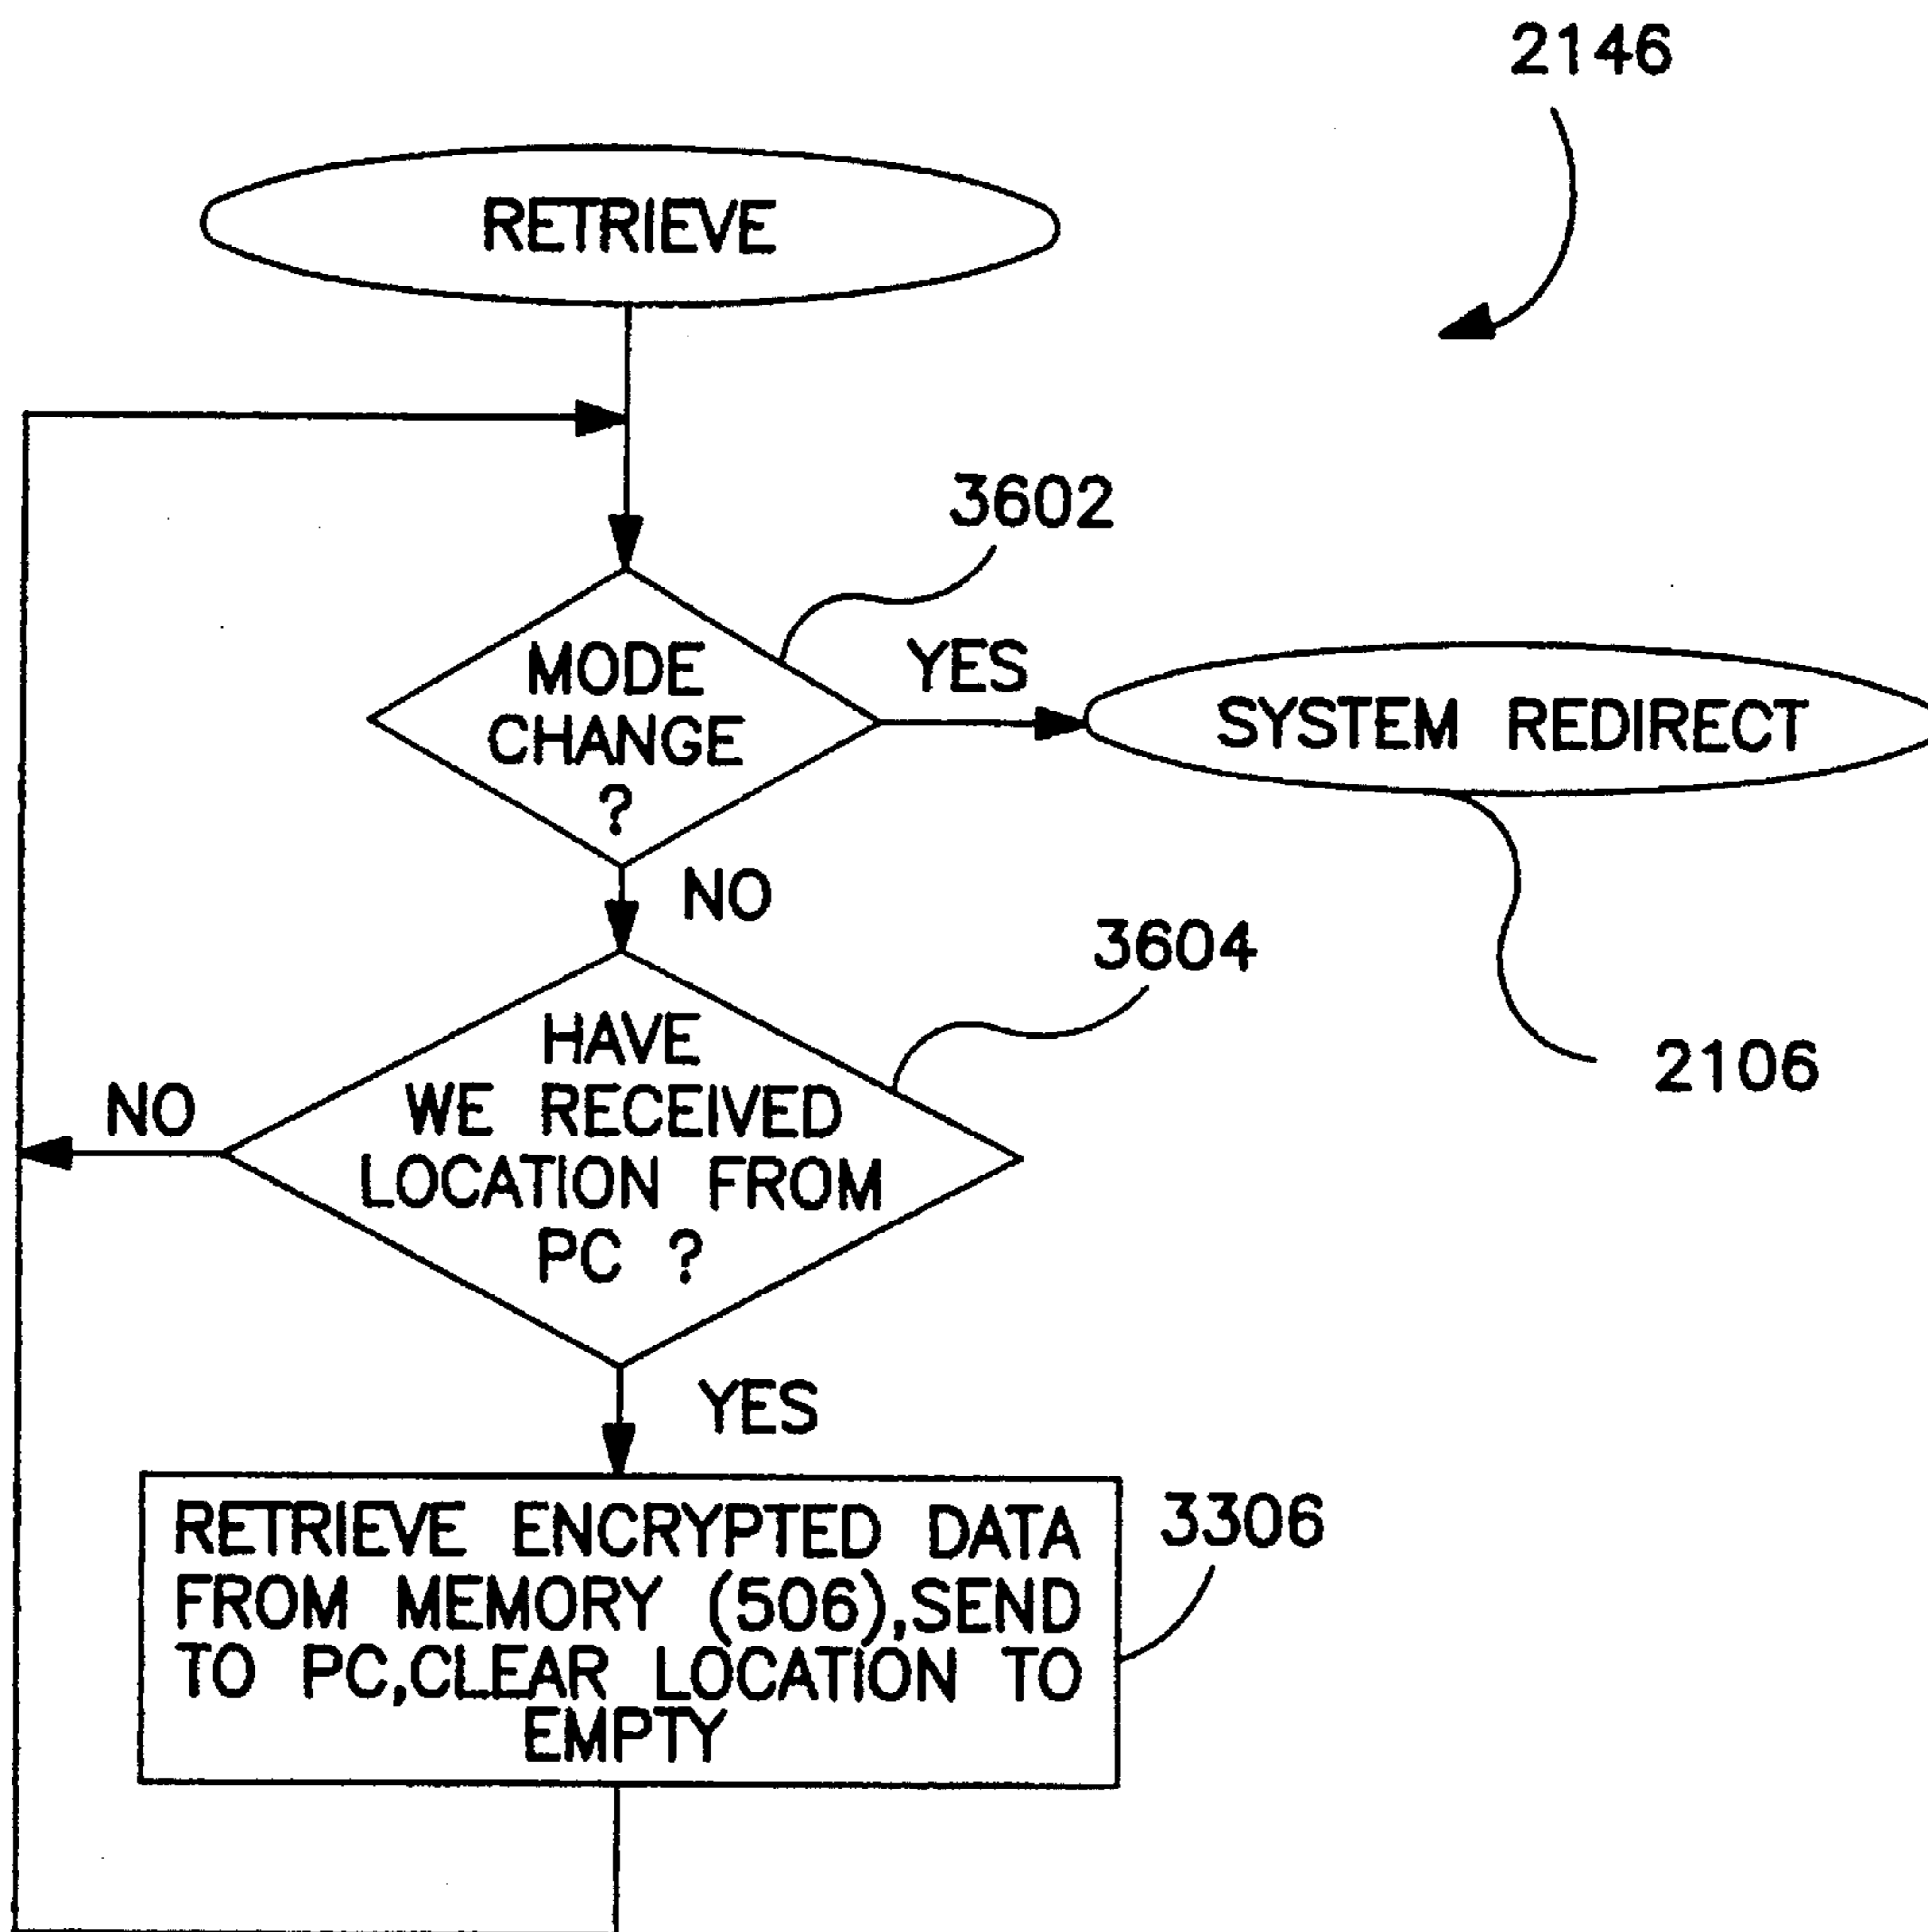 2146
RETRIEVE
3602
MODE
CHANGE
?
YES
SYSTEM REDIRECT
NO
3604
2106
HAVE
WE RECEIVED
LOCATION FROM
PC ?
NO
YES
3306
RETRIEVE ENCRYPTED DATA
FROM MEMORY (506),SEND
TO PC,CLEAR LOCATION TO
EMPTY